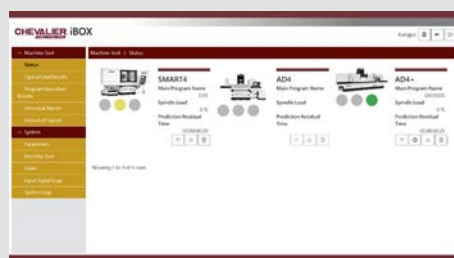 CHEVALIER iBOX
Machine Tool
Status
Operational Results
Program Execution
Results
Historical Alarms
Historical Signals
System
Parameters
Machine Tool
Users
Input Signal Logs
System Logs
Machine Tool | Status
SMART4
Main Program Name
Spindle Load
0 %
Prediction Residual
Time
AD4
Main Program Name
Spindle Load
Prediction Residual
Time
AD4+
Main Program Name
Spindle Load
0 %
Prediction Residual
Time
Showing 1 to 3 of 3 rows